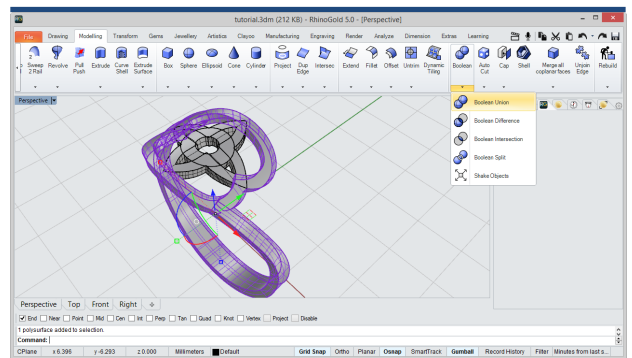 tutorial.3dm (212 KB) - RhinoGold 5.0 - [Perspective]
File Drawing Modelling Transform Gems Jewellery Artistics Clayoo Manufacturing Engraving Render Analyze Dimension Extras Learning
Sweep 2 Rail Revolve Pull Push Extrude Curve Shell Extrude Surface Box Sphere Ellipsoid Cone Cylinder Project Dup Edge Intersec Extend Fillet Offset Untrim Dynamic Tiling Boolean Auto Cut Cap Shell Merge all coplanar faces Unjoin Edge Rebuild
Perspective
Boolean Union
Boolean Difference
Boolean Intersection
Boolean Split
Shake Objects
Perspective Top Front Right
End Near Point Mid Cen Int Perp Tan Quad Knot Vertex Project Disable
1 polysurface added to selection.
Command:
CPlane x 6.396 y -6.293 z 0.000 Millimeters Default Grid Snap Ortho Planar Osnap SmartTrack Gumball Record History Filter Minutes from last s...